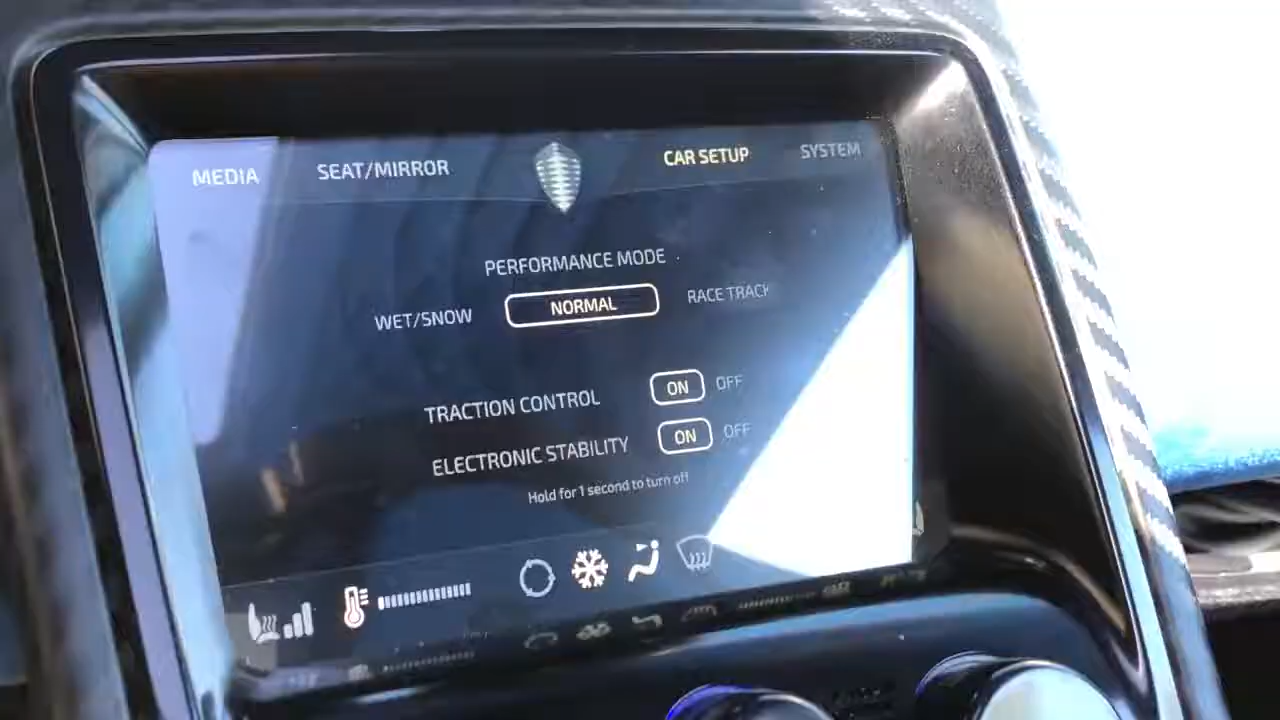 MEDIA SEAT/MIRROR CAR SETUP SYSTEM
PERFORMANCE MODE
WET/SNOW NORMAL RACE TRACK
TRACTION CONTROL ON OFF
ELECTRONIC STABILITY ON OFF
Hold for 1 second to turn off